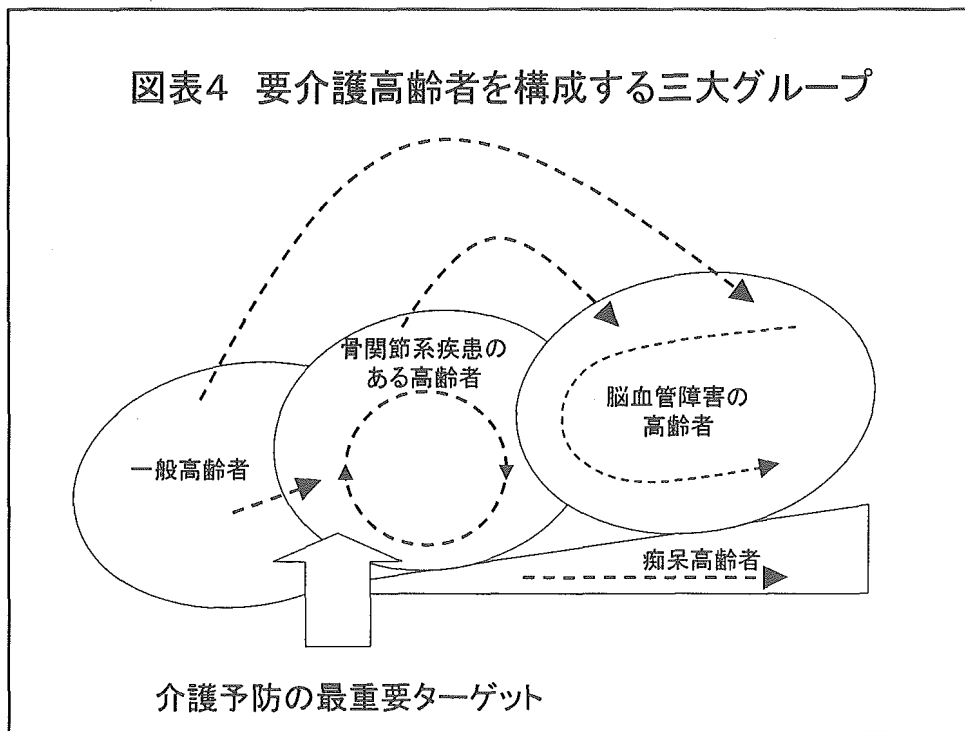 図表4 要介護高齢者を構成する三大グループ
骨関節系疾患の
ある高齢者
脳血管障害の
高齢者
一般高齢者
痴呆高齢者
介護予防の最重要ターゲット